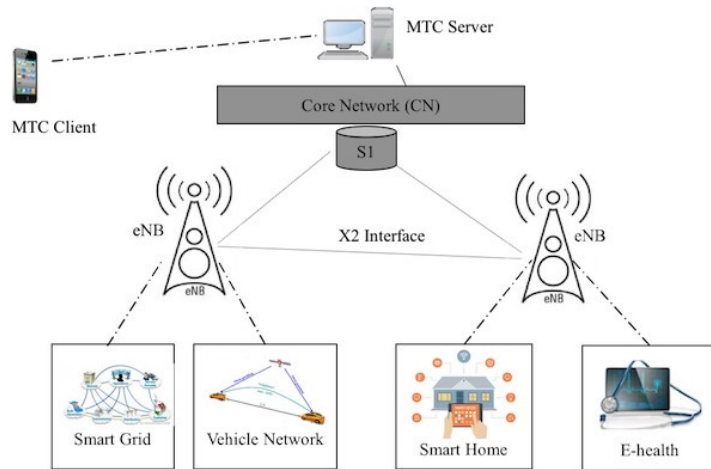 MTC Server
MTC Client
Core Network (CN)
S1
eNB
X2 Interface
eNB
eNB
eNB
Smart Grid
Vehicle Network
Smart Home
E-health